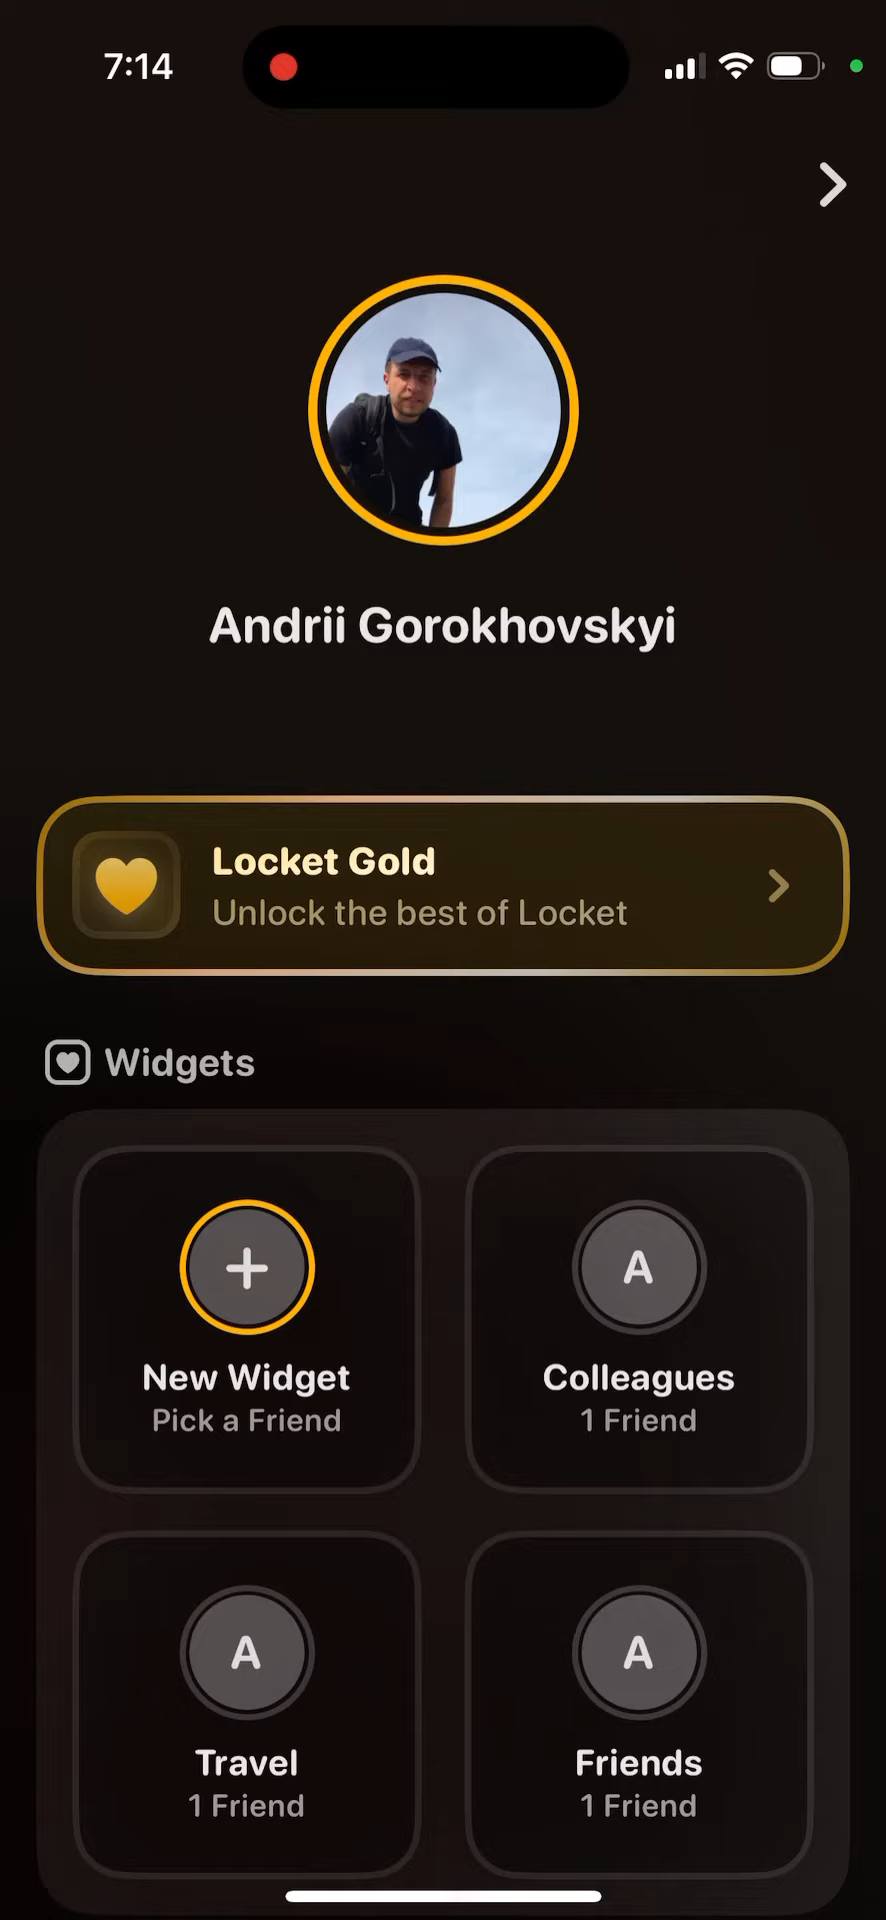 7:14
Andrii Gorokhovskyi
Locket Gold
Unlock the best of Locket
Widgets
New Widget
Pick a Friend
A
Colleagues
1 Friend
A
Travel
1 Friend
A
Friends
1 Friend